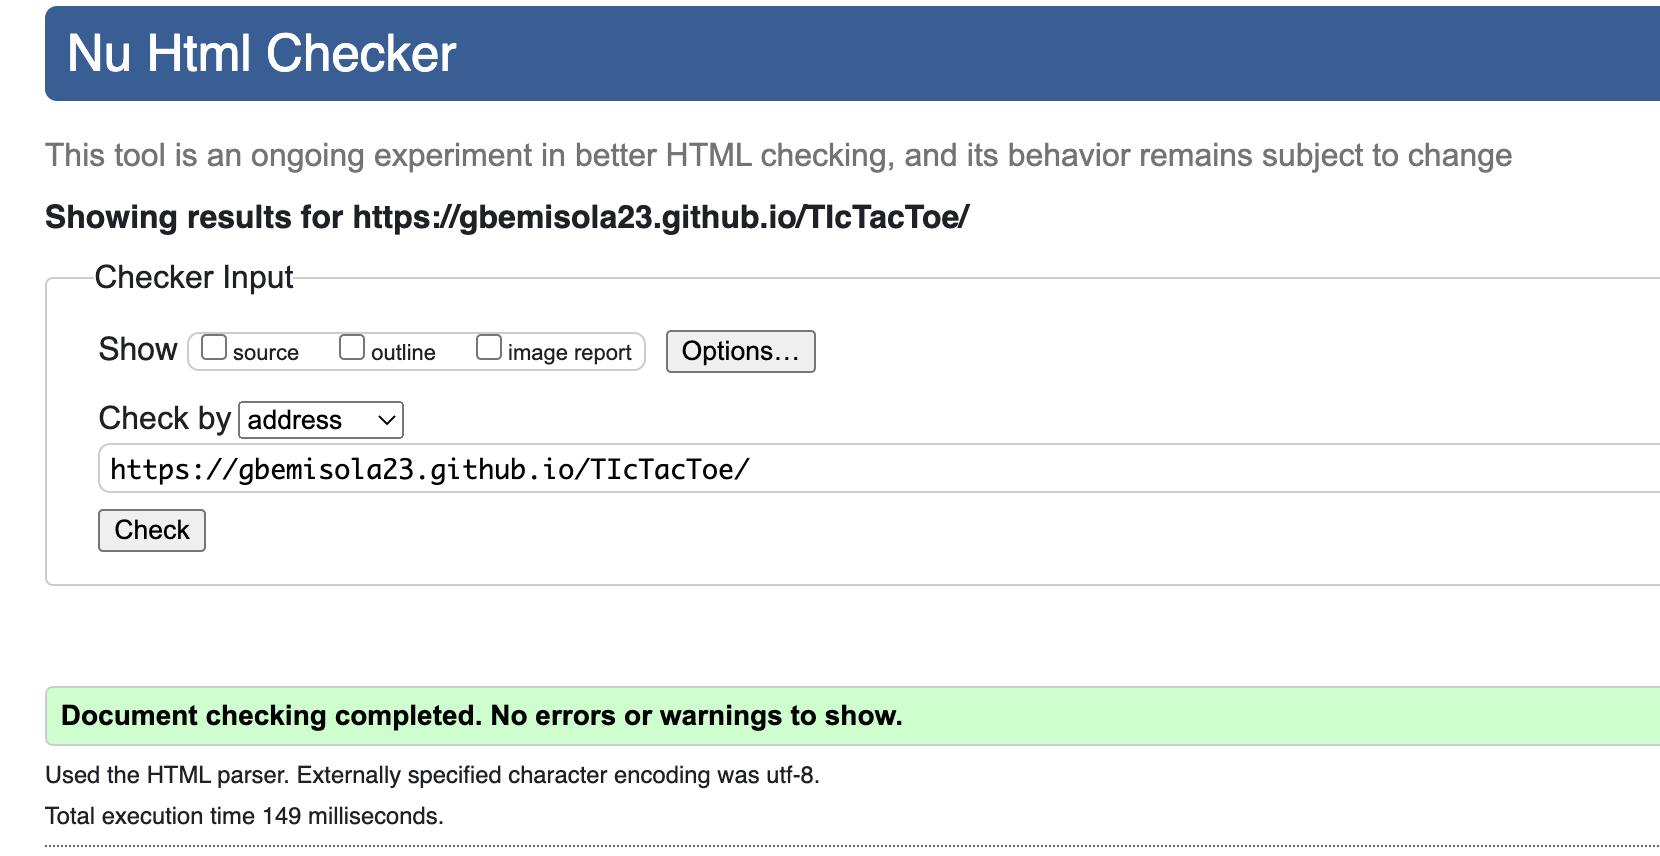 Nu Html Checker
This tool is an ongoing experiment in better HTML checking, and its behavior remains subject to change
Showing results for https://gbemisola23.github.io/TIcTacToe/
Checker Input
Show source outline image report Options...
Check by address
https://gbemisola23.github.io/TIcTacToe/
Check
Document checking completed. No errors or warnings to show.
Used the HTML parser. Externally specified character encoding was utf-8.
Total execution time 149 milliseconds.